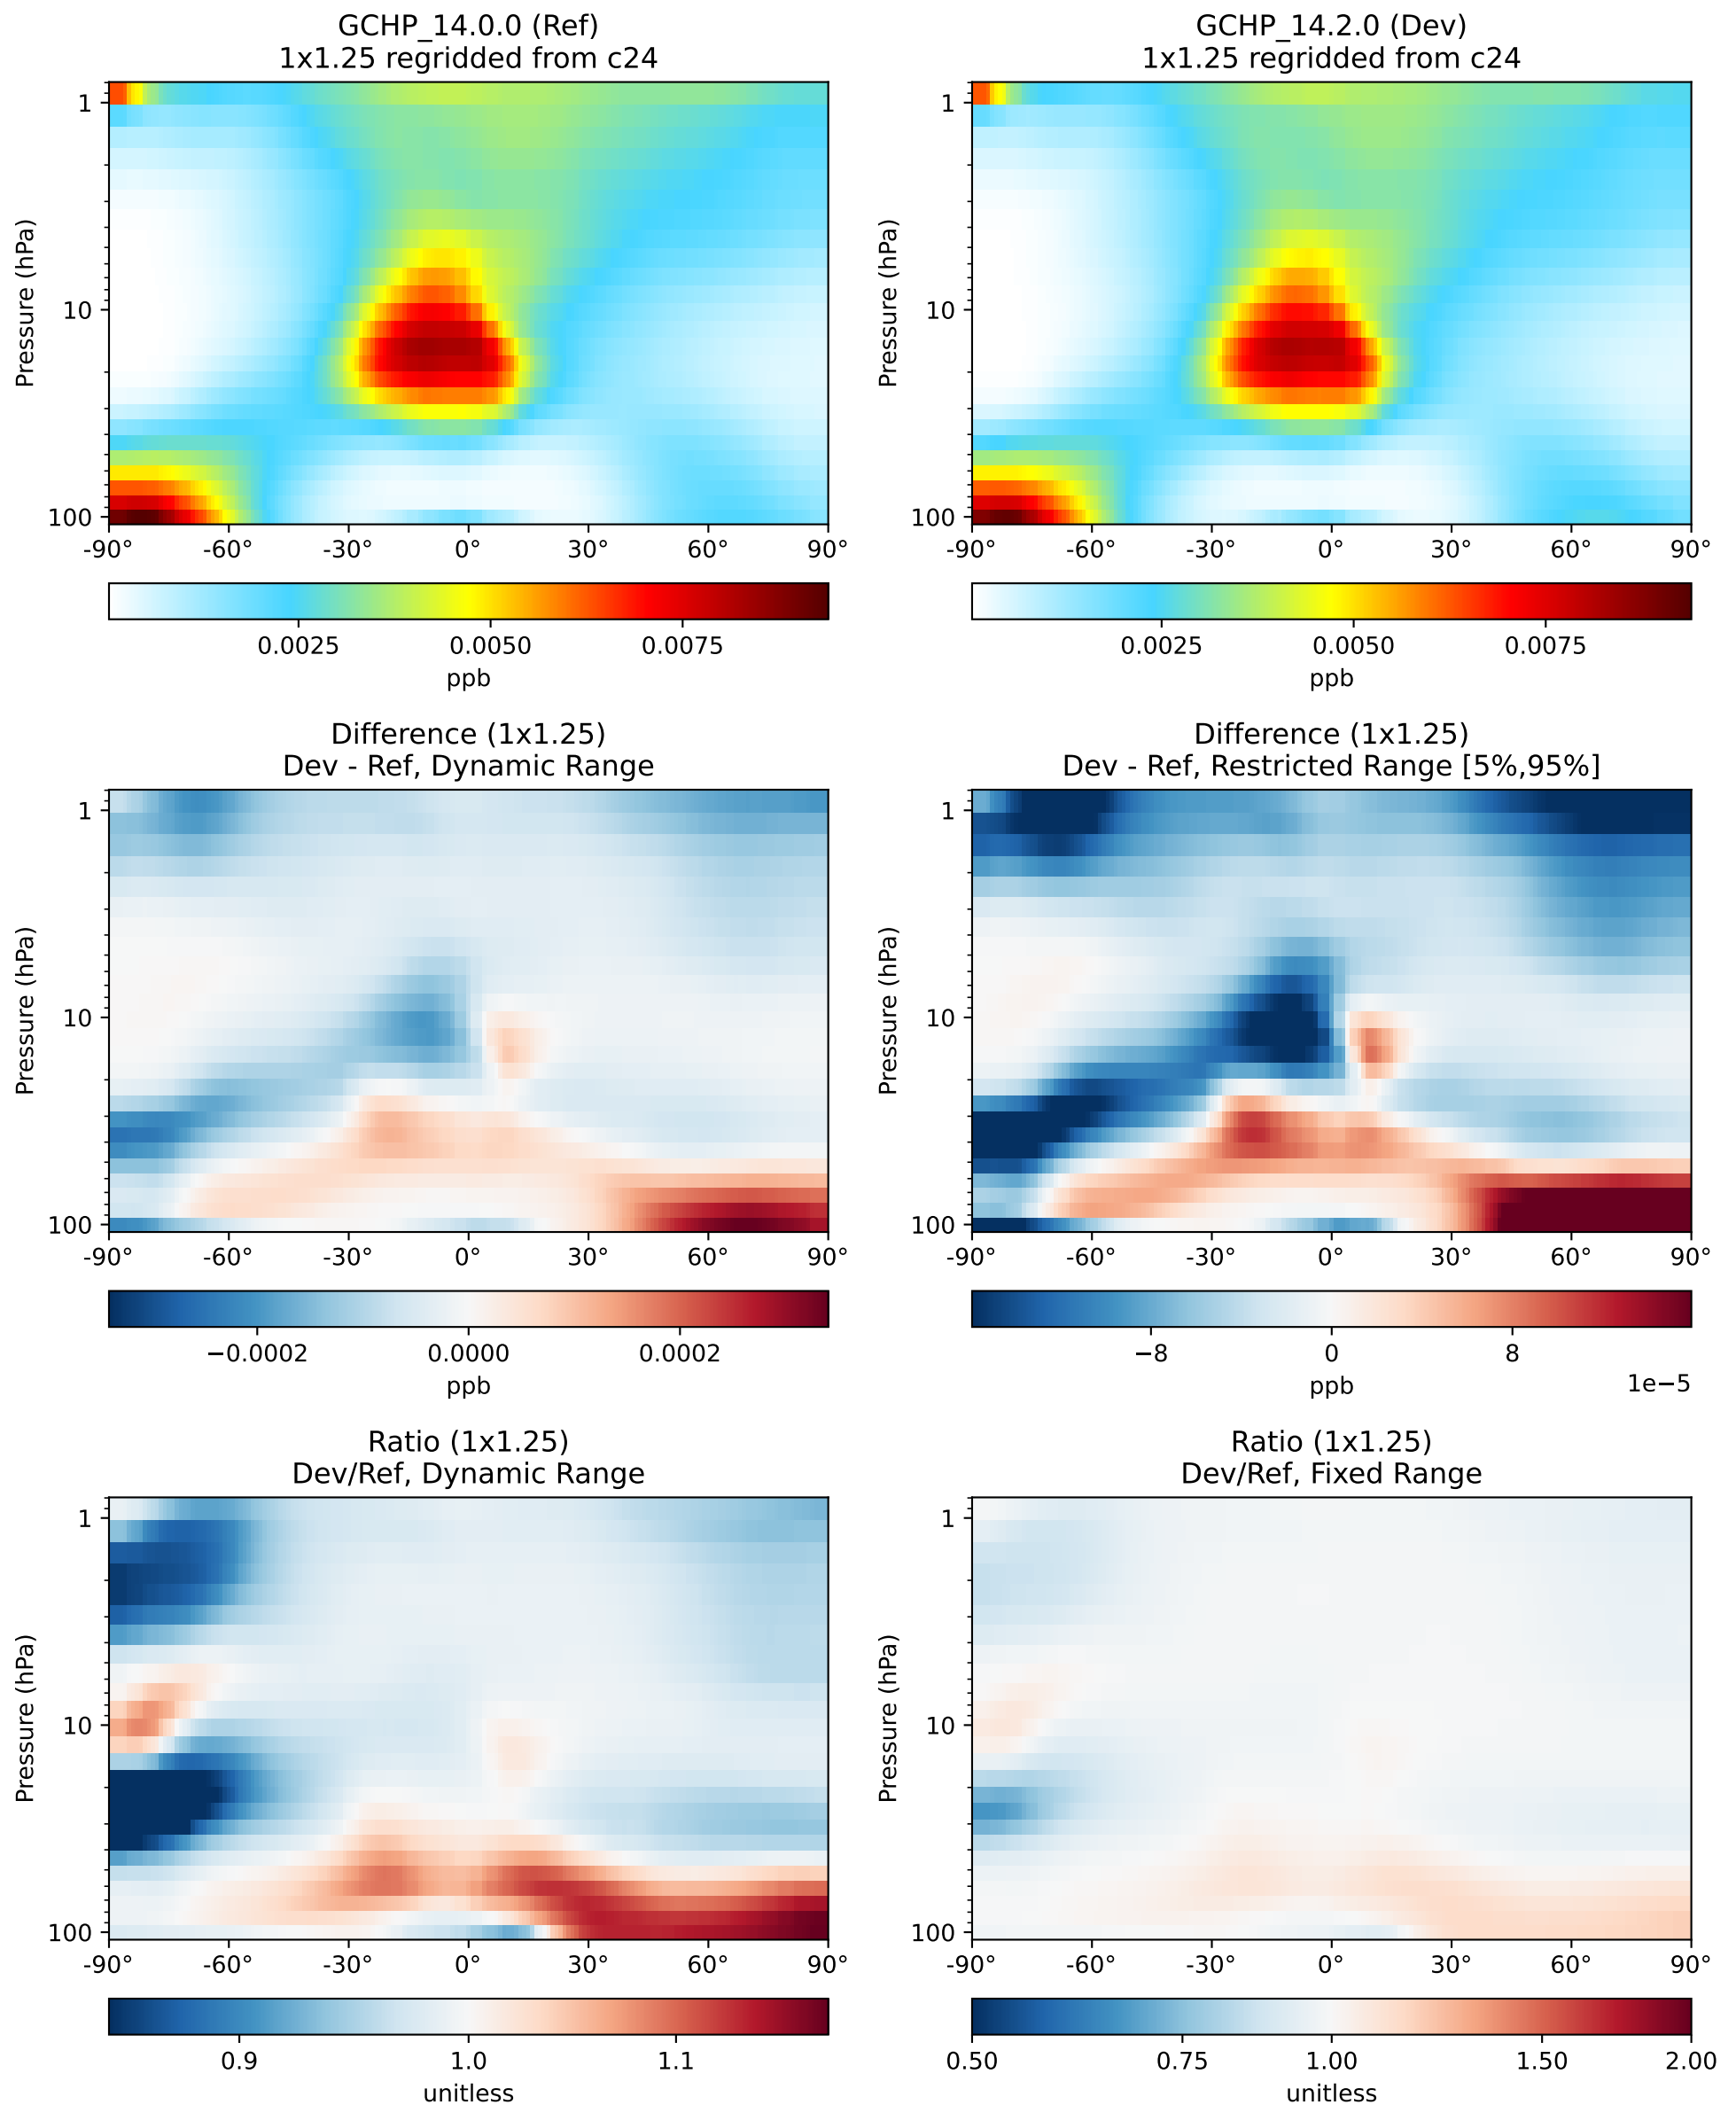 GCHP_14.0.0 (Ref)
1x1.25 regridded from c24
Pressure (hPa)
1
10
100
-90° -60° -30° 0° 30° 60° 90°
0.0025 0.0050 0.0075
ppb
GCHP_14.2.0 (Dev)
1x1.25 regridded from c24
Pressure (hPa)
1
10
100
-90° -60° -30° 0° 30° 60° 90°
0.0025 0.0050 0.0075
ppb
Difference (1x1.25)
Dev - Ref, Dynamic Range
Pressure (hPa)
1
10
100
-90° -60° -30° 0° 30° 60° 90°
−0.0002 0.0000 0.0002
ppb
Difference (1x1.25)
Dev - Ref, Restricted Range [5%,95%]
Pressure (hPa)
1
10
100
-90° -60° -30° 0° 30° 60° 90°
−8 0 8
1e−5
ppb
Ratio (1x1.25)
Dev/Ref, Dynamic Range
Pressure (hPa)
1
10
100
-90° -60° -30° 0° 30° 60° 90°
0.9 1.0 1.1
unitless
Ratio (1x1.25)
Dev/Ref, Fixed Range
Pressure (hPa)
1
10
100
-90° -60° -30° 0° 30° 60° 90°
0.50 0.75 1.00 1.50 2.00
unitless